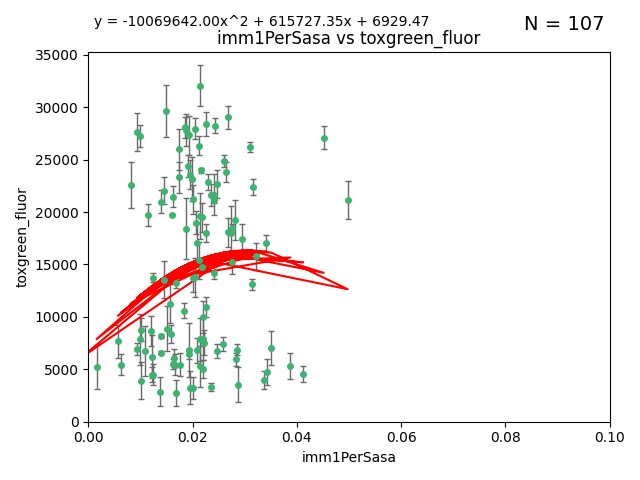 y = -10069642.00x^2 + 615727.35x + 6929.47
N = 107
imm1PerSasa vs toxgreen_fluor
35000
30000
25000
20000
15000
10000
5000
0
toxgreen_fluor
0.00 0.02 0.04 0.06 0.08 0.10
imm1PerSasa